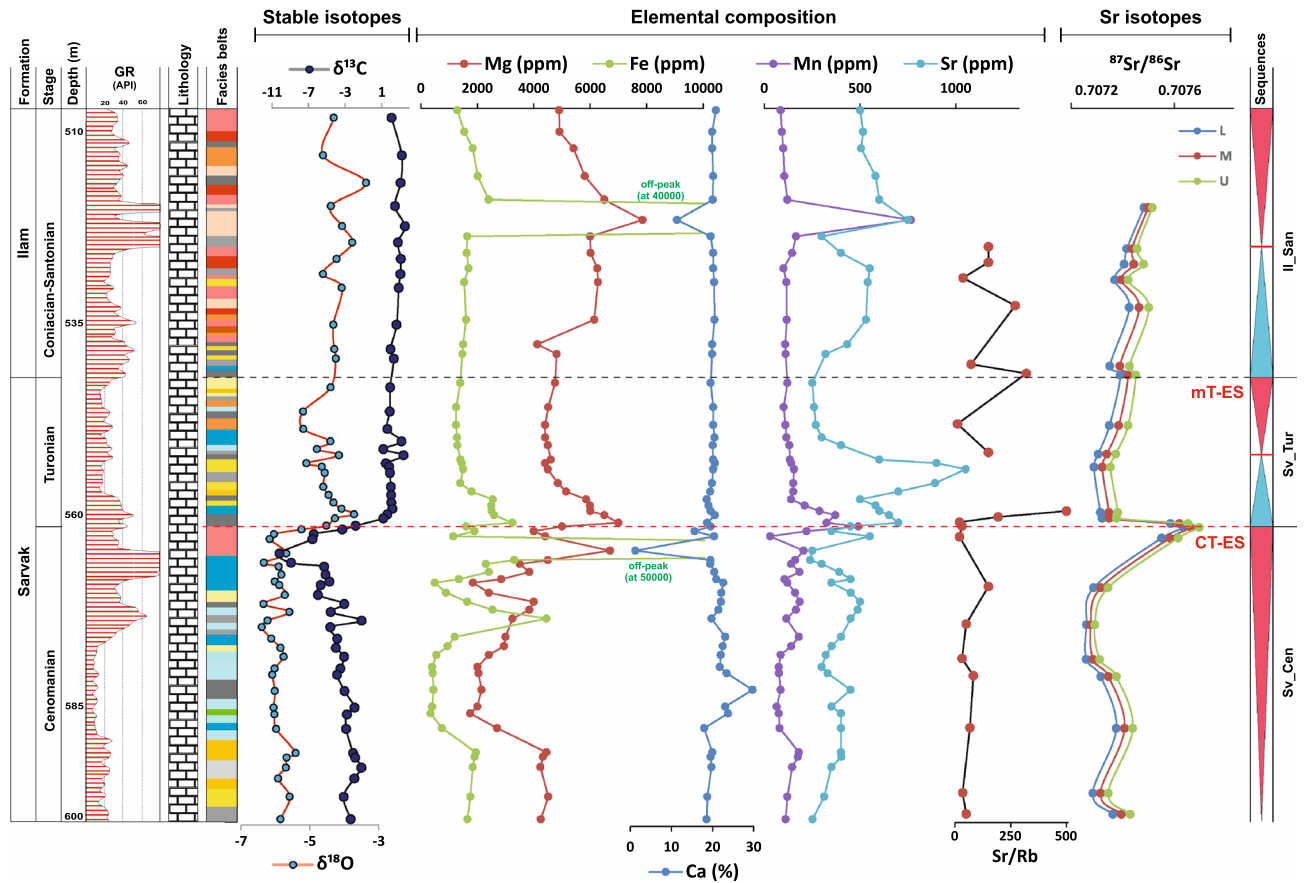 Stable isotopes
Elemental composition
Sr isotopes
Formation
Stage
Depth (m)
GR
(API)
20 40 60
Lithology
Facies belts
δ¹³C
-11 -7 -3 1
Mg (ppm)
Fe (ppm)
0 2000 4000 6000 8000 10000
Mn (ppm)
Sr (ppm)
0 500 1000
⁸⁷Sr/⁸⁶Sr
0.7072 0.7076
Sequences
L
M
U
510
535
560
585
600
Ilam
Sarvak
Coniacian-Santonian
Turonian
Cenomanian
off-peak
(at 40000)
off-peak
(at 50000)
mT-ES
CT-ES
Il_San
Sv_Tur
Sv_Cen
-7 -5 -3
δ¹⁸O
0 10 20 30
Ca (%)
0 250 500
Sr/Rb